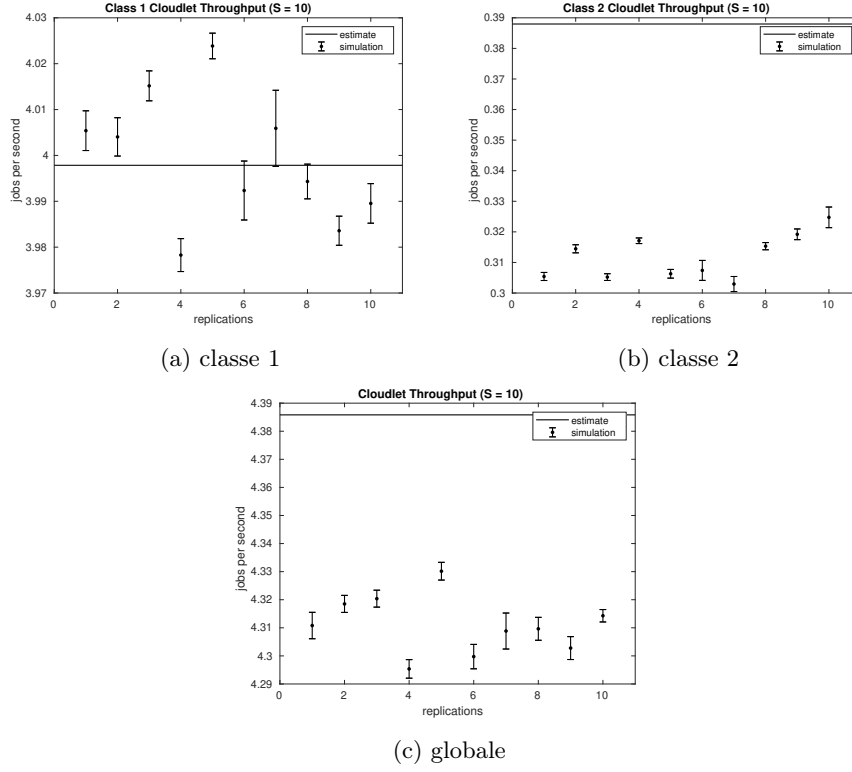 Class 1 Cloudlet Throughput (S = 10)
4.03
4.02
4.01
4
3.99
3.98
3.97
jobs per second
estimate
simulation
0 2 4 6 8 10
replications
(a) classe 1
Class 2 Cloudlet Throughput (S = 10)
0.39
0.38
0.37
0.36
0.35
0.34
0.33
0.32
0.31
0.3
jobs per second
estimate
simulation
0 2 4 6 8 10
replications
(b) classe 2
Cloudlet Throughput (S = 10)
4.39
4.38
4.37
4.36
4.35
4.34
4.33
4.32
4.31
4.3
4.29
jobs per second
estimate
simulation
0 2 4 6 8 10
replications
(c) globale